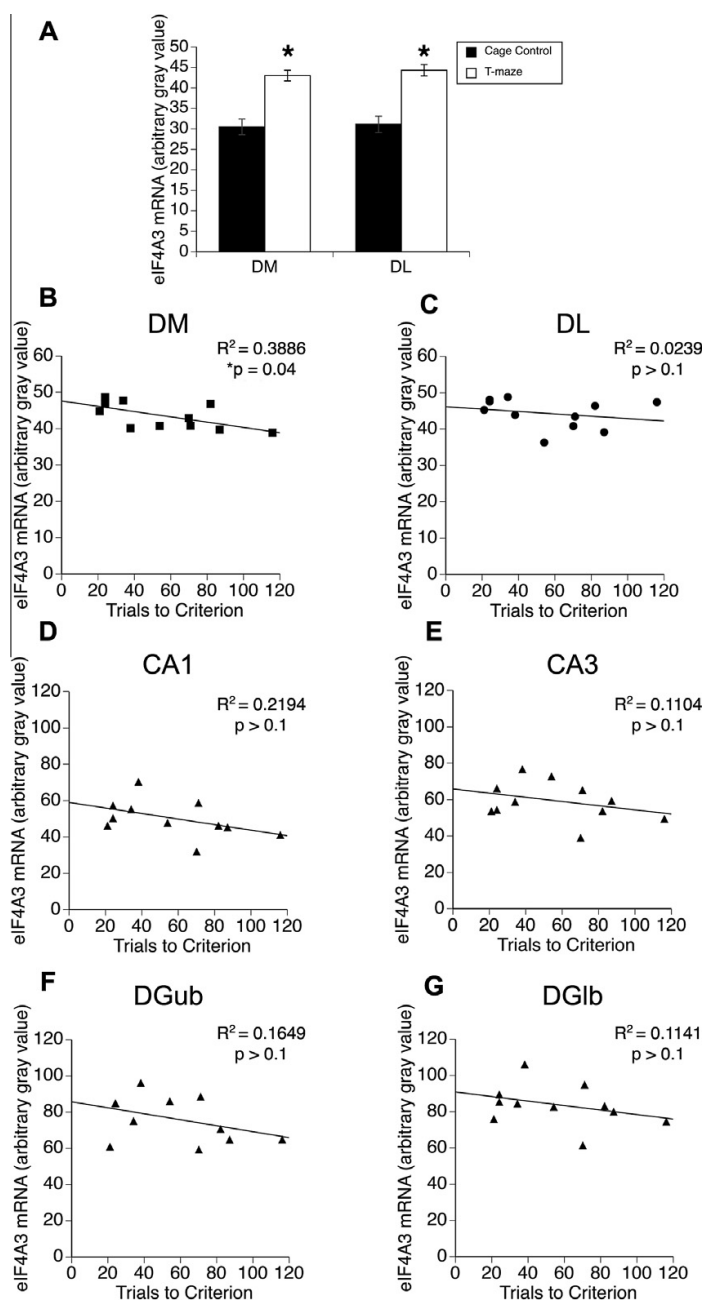 A
eIF4A3 mRNA (arbitrary gray value)
50
45
40
35
30
25
20
15
10
5
0
*
*
DM
DL
Cage Control
T-maze
B
DM
R² = 0.3886
*p = 0.04
eIF4A3 mRNA (arbitrary gray value)
60
50
40
30
20
10
0
0 20 40 60 80 100 120
Trials to Criterion
C
DL
R² = 0.0239
p > 0.1
eIF4A3 mRNA (arbitrary gray value)
60
50
40
30
20
10
0
0 20 40 60 80 100 120
Trials to Criterion
D
CA1
R² = 0.2194
p > 0.1
eIF4A3 mRNA (arbitrary gray value)
120
100
80
60
40
20
0
0 20 40 60 80 100 120
Trials to Criterion
E
CA3
R² = 0.1104
p > 0.1
eIF4A3 mRNA (arbitrary gray value)
120
100
80
60
40
20
0
0 20 40 60 80 100 120
Trials to Criterion
F
DGub
R² = 0.1649
p > 0.1
eIF4A3 mRNA (arbitrary gray value)
120
100
80
60
40
20
0
0 20 40 60 80 100 120
Trials to Criterion
G
DGlb
R² = 0.1141
p > 0.1
eIF4A3 mRNA (arbitrary gray value)
120
100
80
60
40
20
0
0 20 40 60 80 100 120
Trials to Criterion